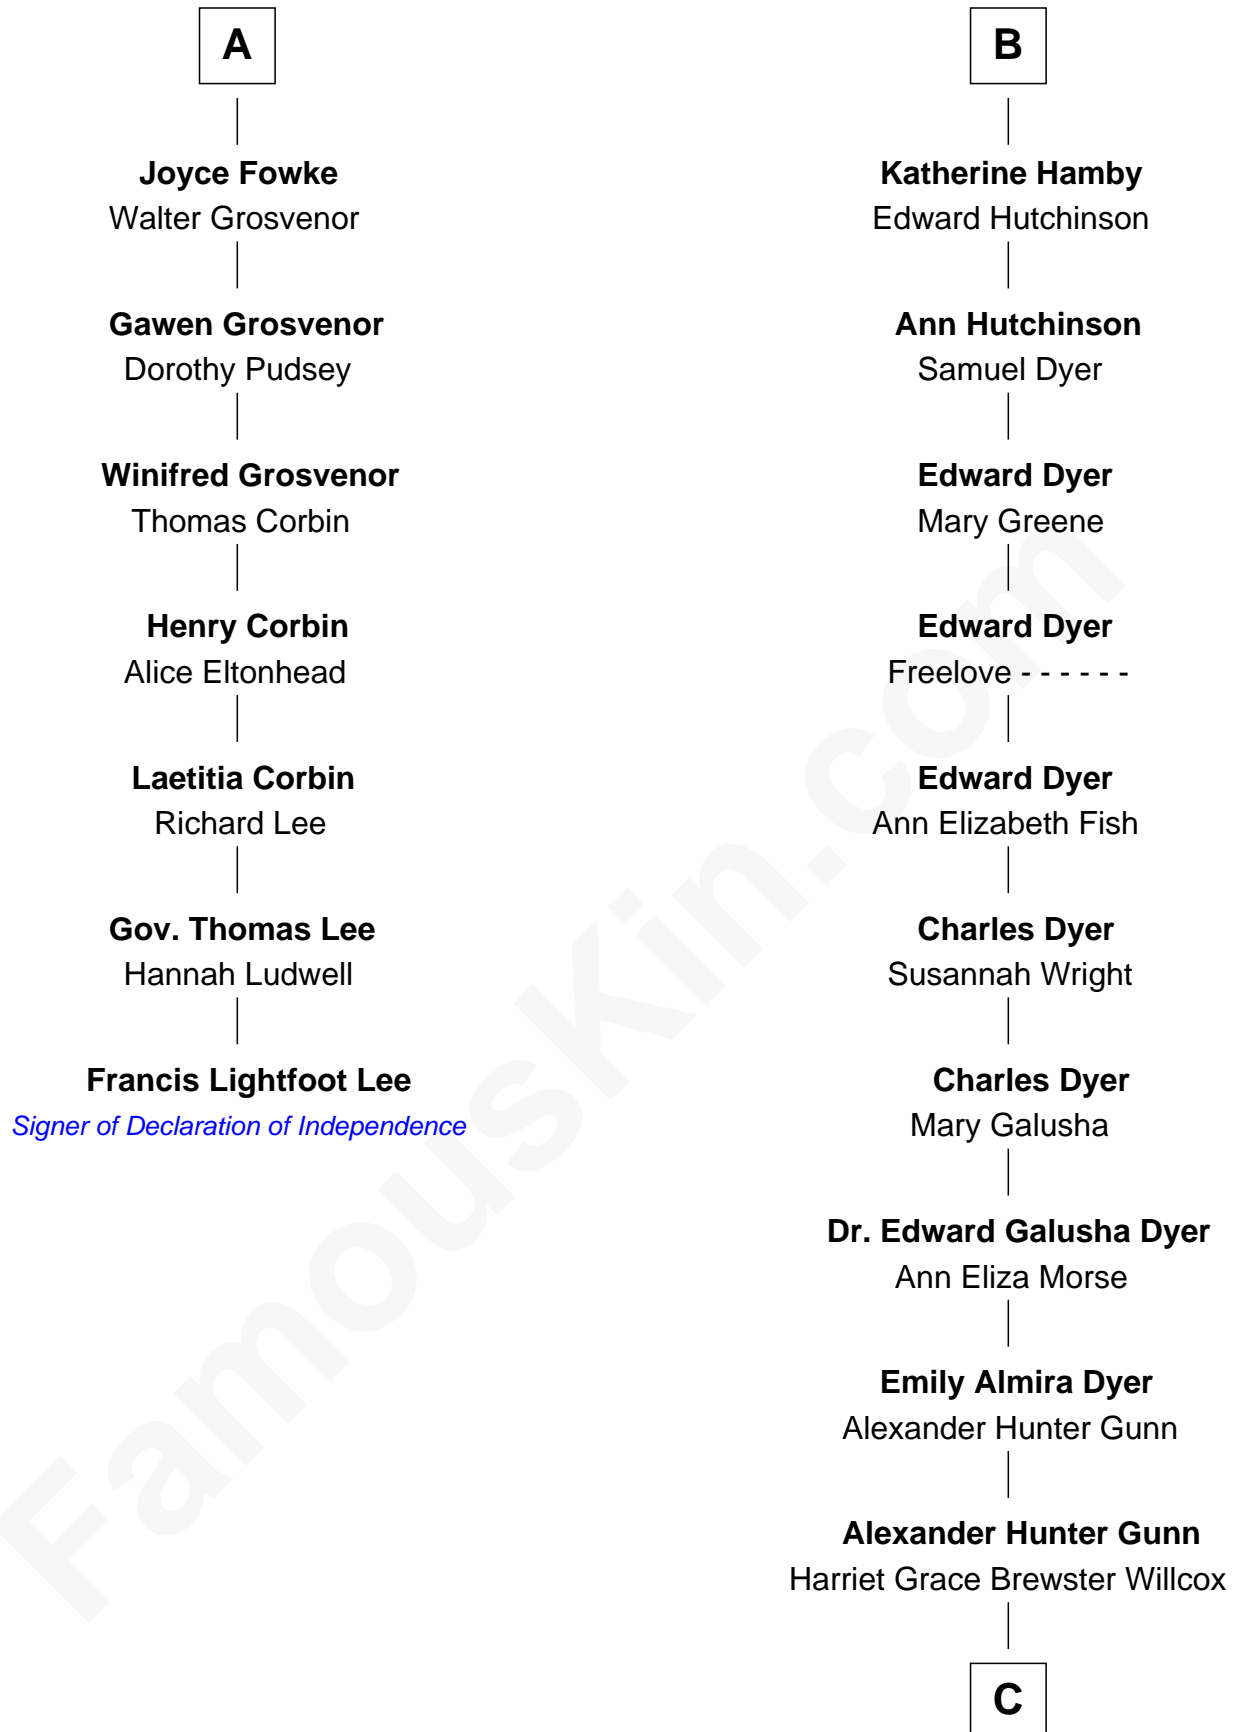 A
Joyce Fowke
Walter Grosvenor
Gawen Grosvenor
Dorothy Pudsey
Winifred Grosvenor
Thomas Corbin
Henry Corbin
Alice Eltonhead
Laetitia Corbin
Richard Lee
Gov. Thomas Lee
Hannah Ludwell
Francis Lightfoot Lee
Signer of Declaration of Independence
B
Katherine Hamby
Edward Hutchinson
Ann Hutchinson
Samuel Dyer
Edward Dyer
Mary Greene
Edward Dyer
Freelove - - - - - -
Edward Dyer
Ann Elizabeth Fish
Charles Dyer
Susannah Wright
Charles Dyer
Mary Galusha
Dr. Edward Galusha Dyer
Ann Eliza Morse
Emily Almira Dyer
Alexander Hunter Gunn
Alexander Hunter Gunn
Harriet Grace Brewster Willcox
C
FamousKin.com